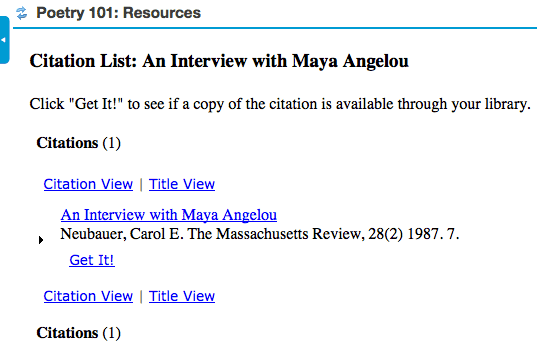 Poetry 101: Resources
Citation List: An Interview with Maya Angelou
Click "Get It!" to see if a copy of the citation is available through your library.
Citations (1)
Citation View | Title View
An Interview with Maya Angelou
Neubauer, Carol E. The Massachusetts Review, 28(2) 1987. 7.
Get It!
Citation View | Title View
Citations (1)